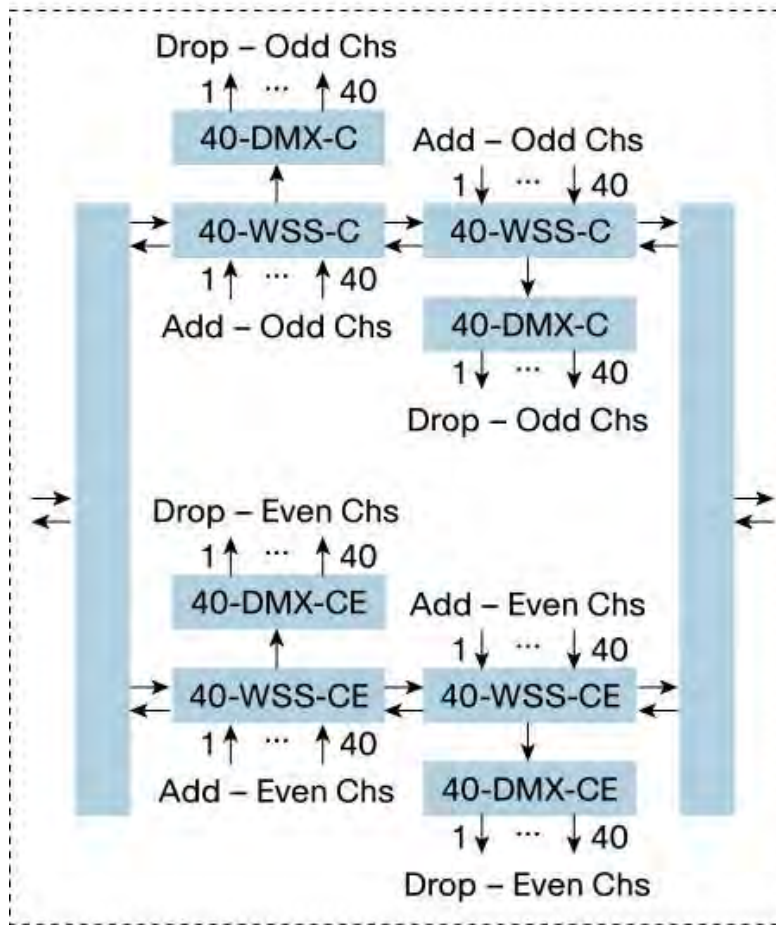 Drop – Odd Chs
1 ... 40
40-DMX-C
Add – Odd Chs
1 ... 40
40-WSS-C
40-WSS-C
1 ... 40
Add – Odd Chs
40-DMX-C
1 ... 40
Drop – Odd Chs
Drop – Even Chs
1 ... 40
40-DMX-CE
Add – Even Chs
1 ... 40
40-WSS-CE
40-WSS-CE
1 ... 40
Add – Even Chs
40-DMX-CE
1 ... 40
Drop – Even Chs